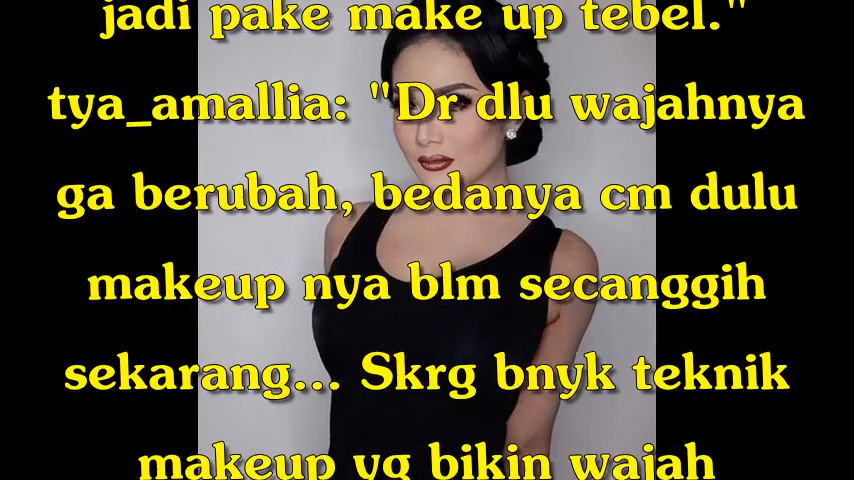 jadi pake make up tebel."
tya_amallia: "Dr dlu wajahnya
ga berubah, bedanya cm dulu
makeup nya blm secanggih
sekarang... Skrg bnyk teknik
makeup yg bikin wajah